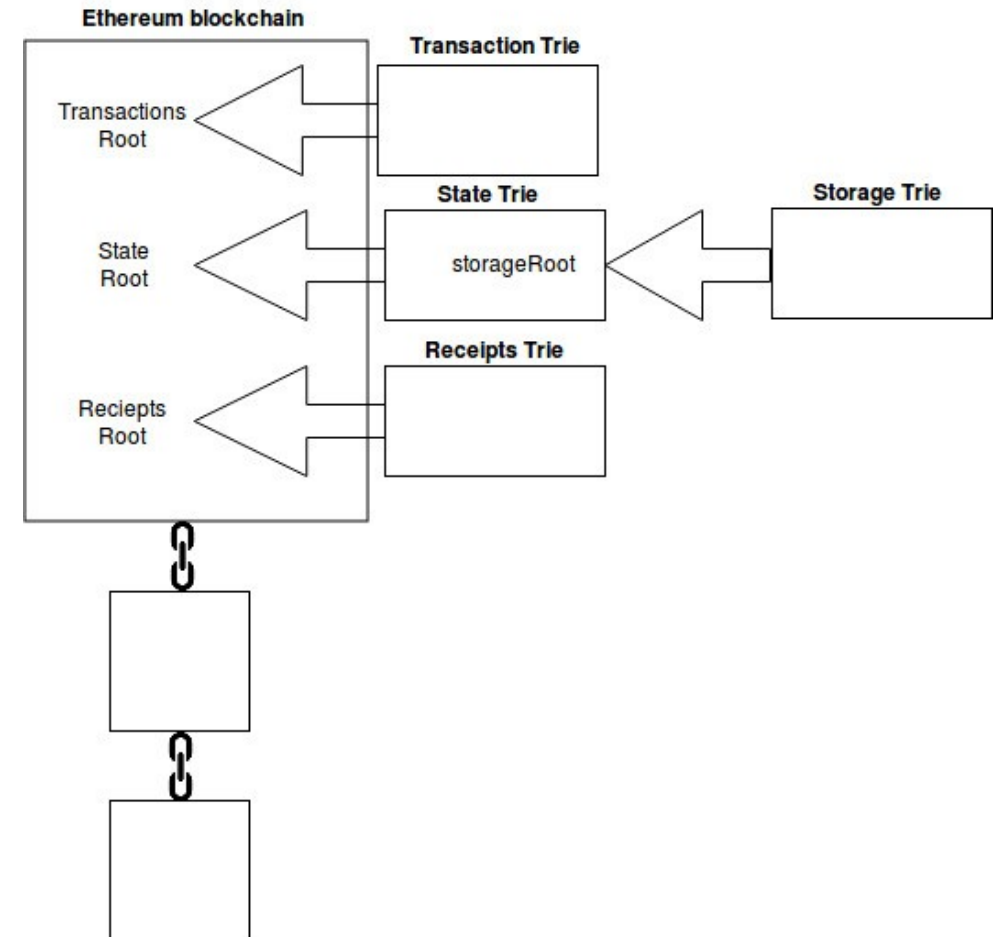 Ethereum blockchain
Transaction Trie
Transactions
Root
State Trie
Storage Trie
State
Root
storageRoot
Receipts Trie
Reciepts
Root